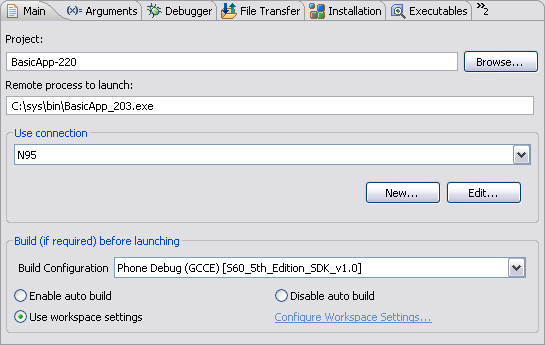 Main (x)= Arguments Debugger File Transfer Installation Executables »2
Project:
BasicApp-220 Browse...
Remote process to launch:
C:\sys\bin\BasicApp_203.exe
Use connection
N95
New... Edit...
Build (if required) before launching
Build Configuration Phone Debug (GCCE) [S60_5th_Edition_SDK_v1.0]
Enable auto build Disable auto build
Use workspace settings Configure Workspace Settings...